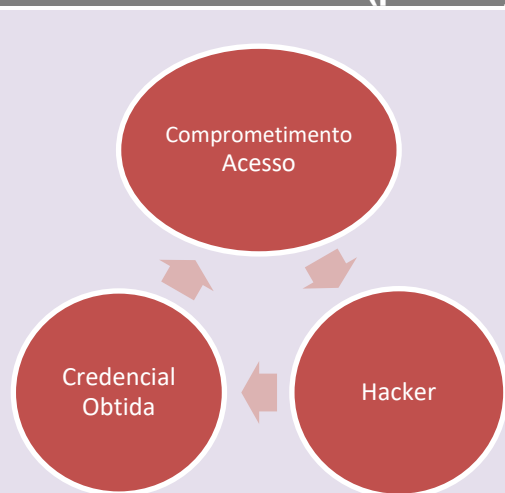 Comprometimento
Acesso
Credencial
Obtida
Hacker